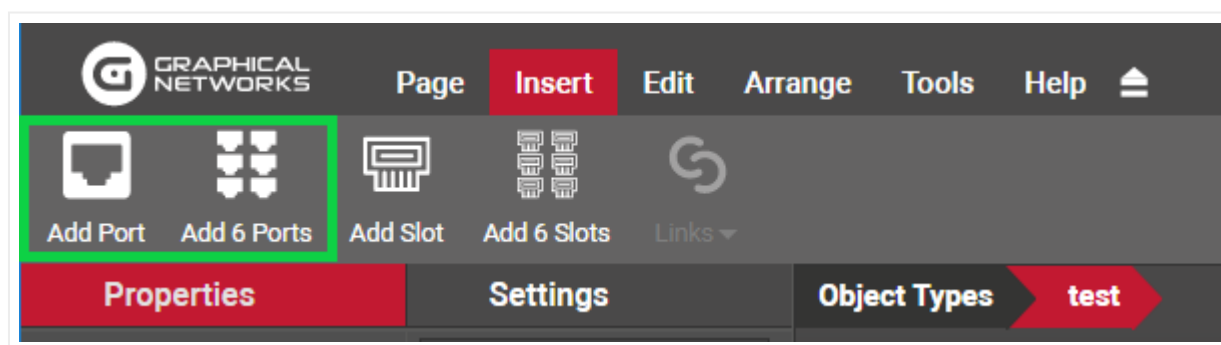 GRAPHICAL
NETWORKS
Page Insert Edit Arrange Tools Help
Add Port Add 6 Ports Add Slot Add 6 Slots Links
Properties Settings Object Types test